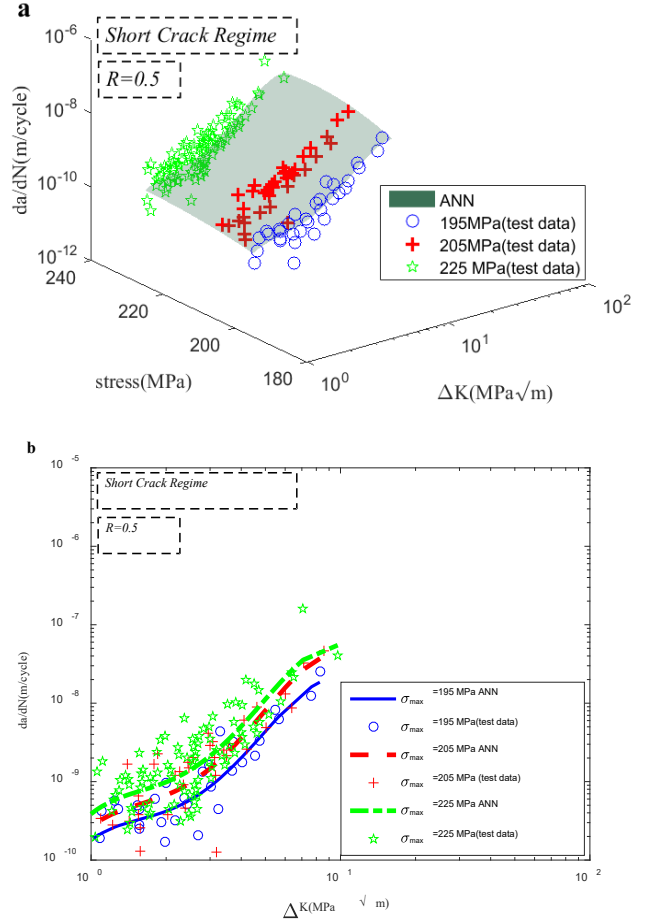 a
Short Crack Regime
R=0.5
da/dN(m/cycle)
10^-6
10^-8
10^-10
10^-12
240
220
200
180
stress(MPa)
10^0
10^1
10^2
ΔK(MPa√m)
ANN
195MPa(test data)
205MPa(test data)
225 MPa(test data)
b
Short Crack Regime
R=0.5
da/dN(m/cycle)
10^-5
10^-6
10^-7
10^-8
10^-9
10^-10
σmax =195 MPa ANN
σmax =195 MPa(test data)
σmax =205 MPa ANN
σmax =205 MPa (test data)
σmax =225 MPa ANN
σmax =225 MPa(test data)
10^0
10^1
10^2
ΔK(MPa √ m)